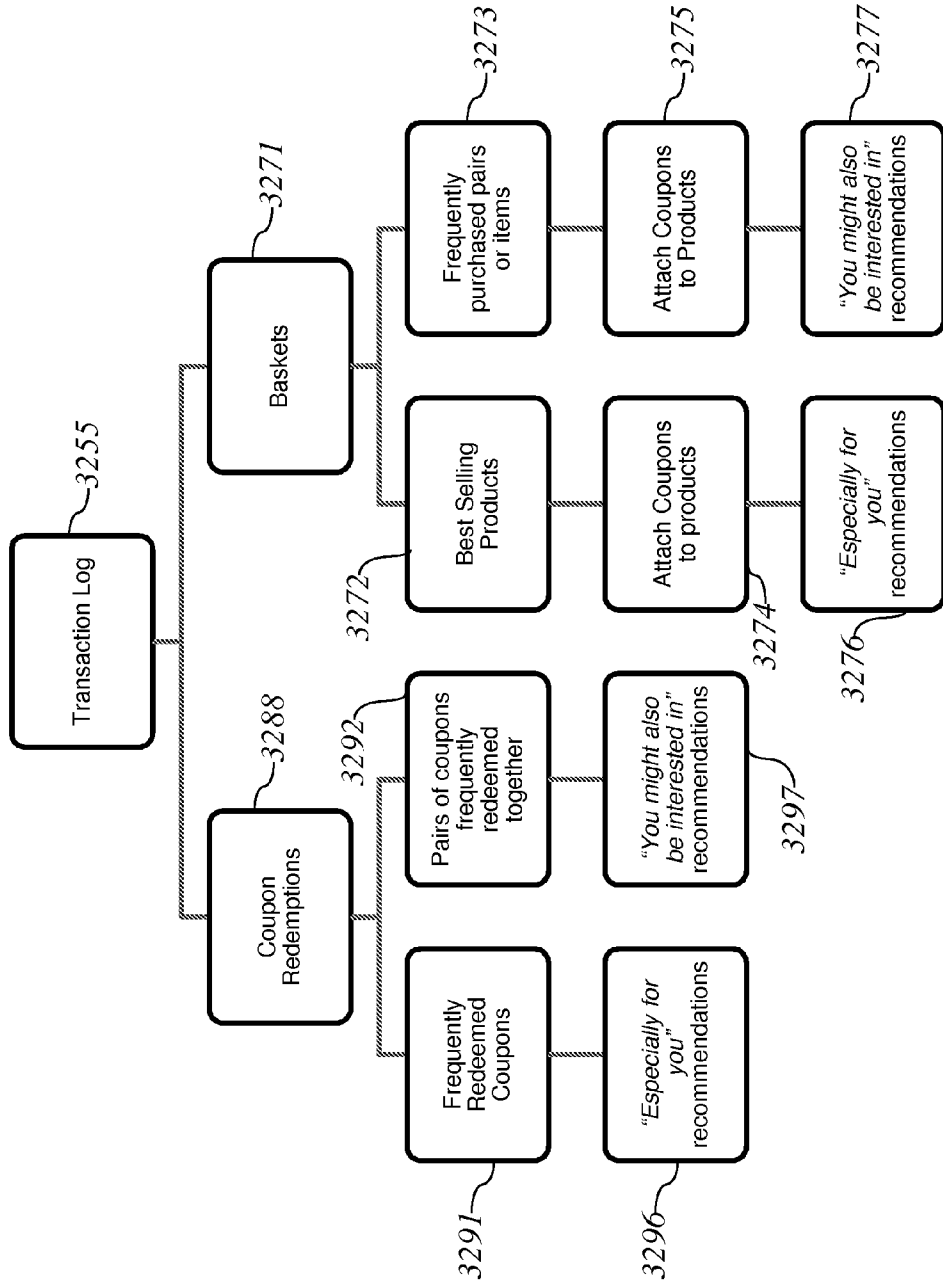 Transaction Log
3255
Coupon
Redemptions
3288
Baskets
3271
Frequently
Redeemed
Coupons
3291
Pairs of coupons
frequently
redeemed
together
3292
Best Selling
Products
3272
Frequently
purchased pairs
or items
3273
"Especially for
you"
recommendations
3296
"You might also
be interested in"
recommendations
3297
Attach Coupons
to products
3274
Attach Coupons
to Products
3275
"Especially for
you"
recommendations
3276
"You might also
be interested in"
recommendations
3277